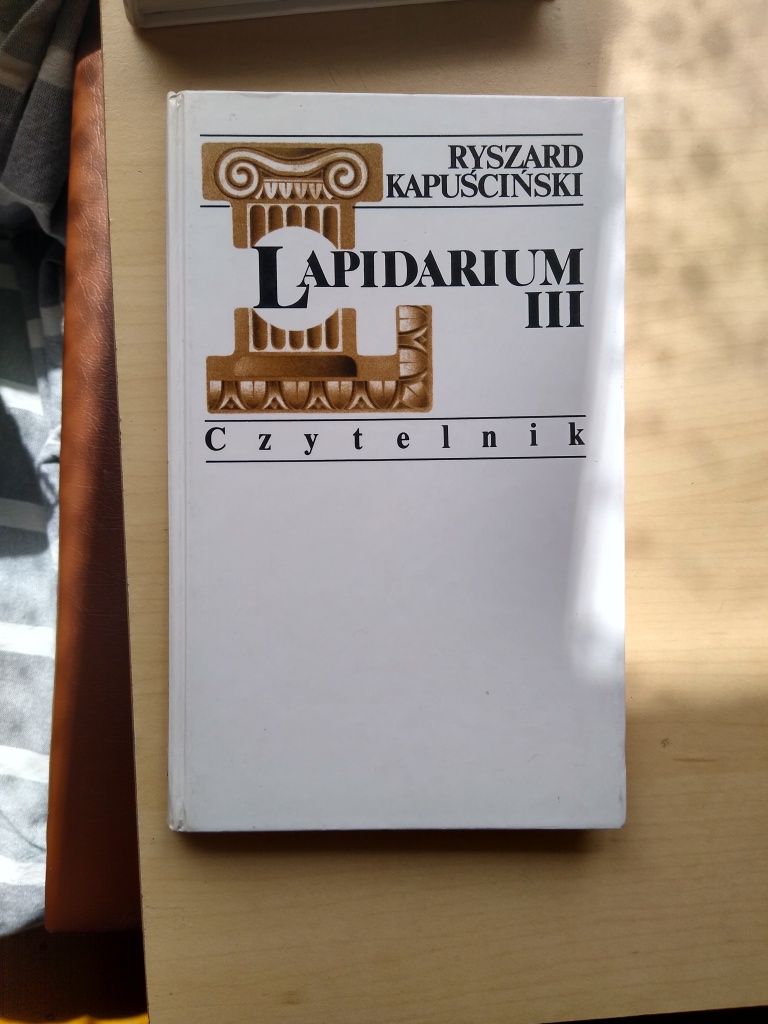 RYSZARD
KAPUŚCIŃSKI
LAPIDARIUM
III
Czytelnik